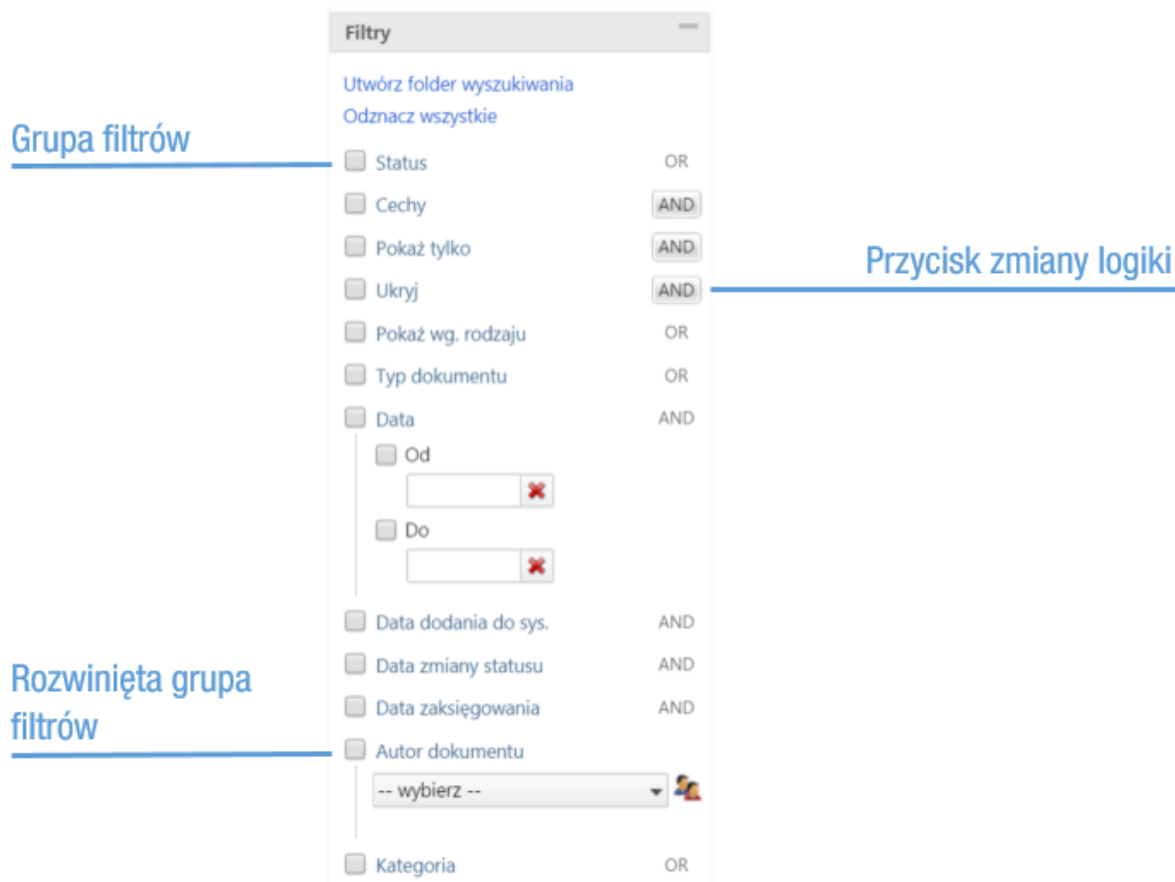 Filtry
Utwórz folder wyszukiwania
Odznacz wszystkie
Grupa filtrów
Status OR
Cechy AND
Pokaż tylko AND
Przycisk zmiany logiki
Ukryj AND
Pokaż wg. rodzaju OR
Typ dokumentu OR
Data AND
Od
Do
Data dodania do sys. AND
Data zmiany statusu AND
Rozwinięta grupa
filtrów
Data zaksięgowania AND
Autor dokumentu
-- wybierz --
Kategoria OR